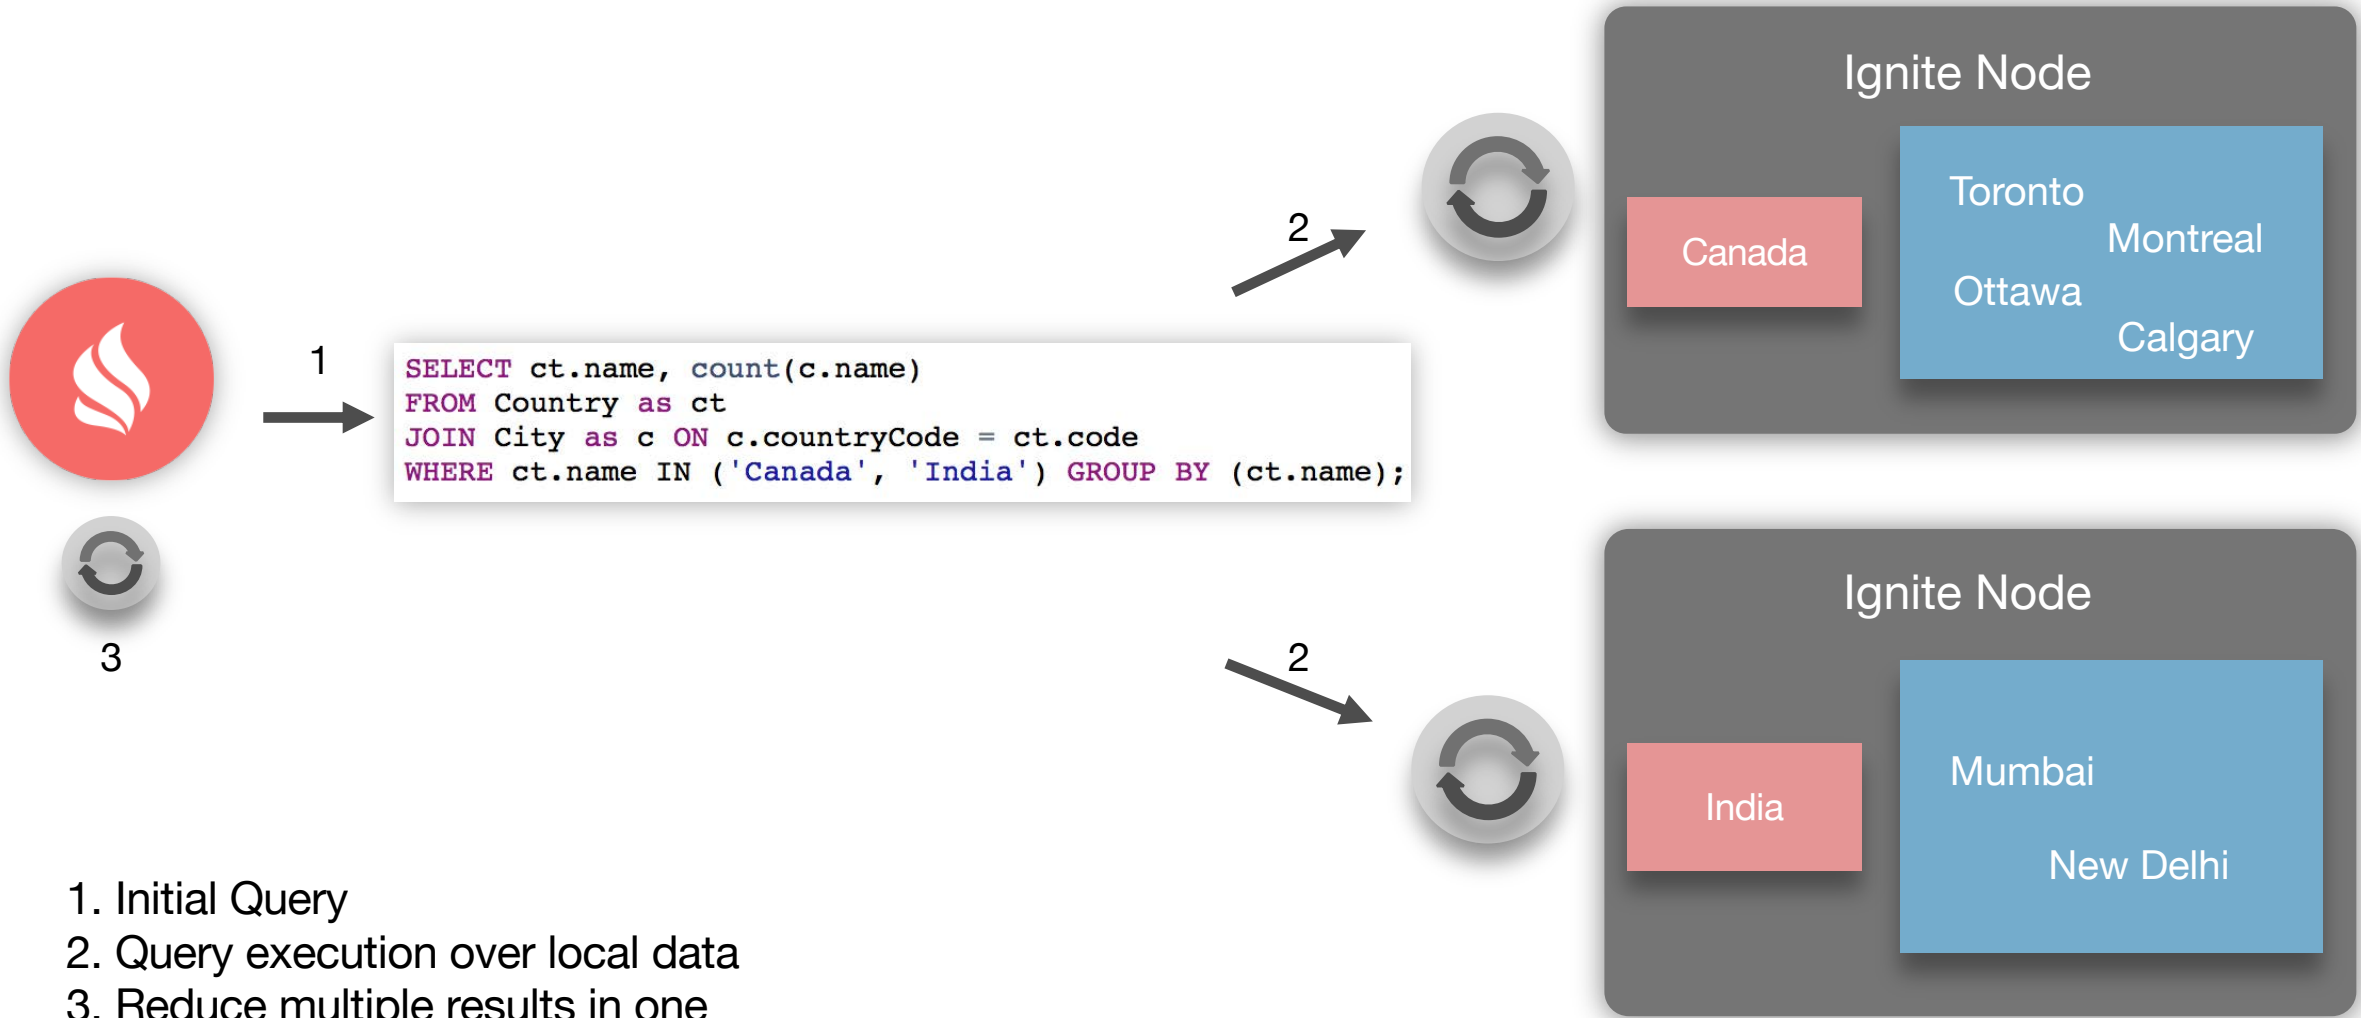 Ignite Node
Toronto
Montreal
Canada
Ottawa
Calgary
2
1
SELECT ct.name, count(c.name)
FROM Country as ct
JOIN City as c ON c.countryCode = ct.code
WHERE ct.name IN ('Canada', 'India') GROUP BY (ct.name);
3
2
Ignite Node
Mumbai
India
New Delhi
1. Initial Query
2. Query execution over local data
3. Reduce multiple results in one